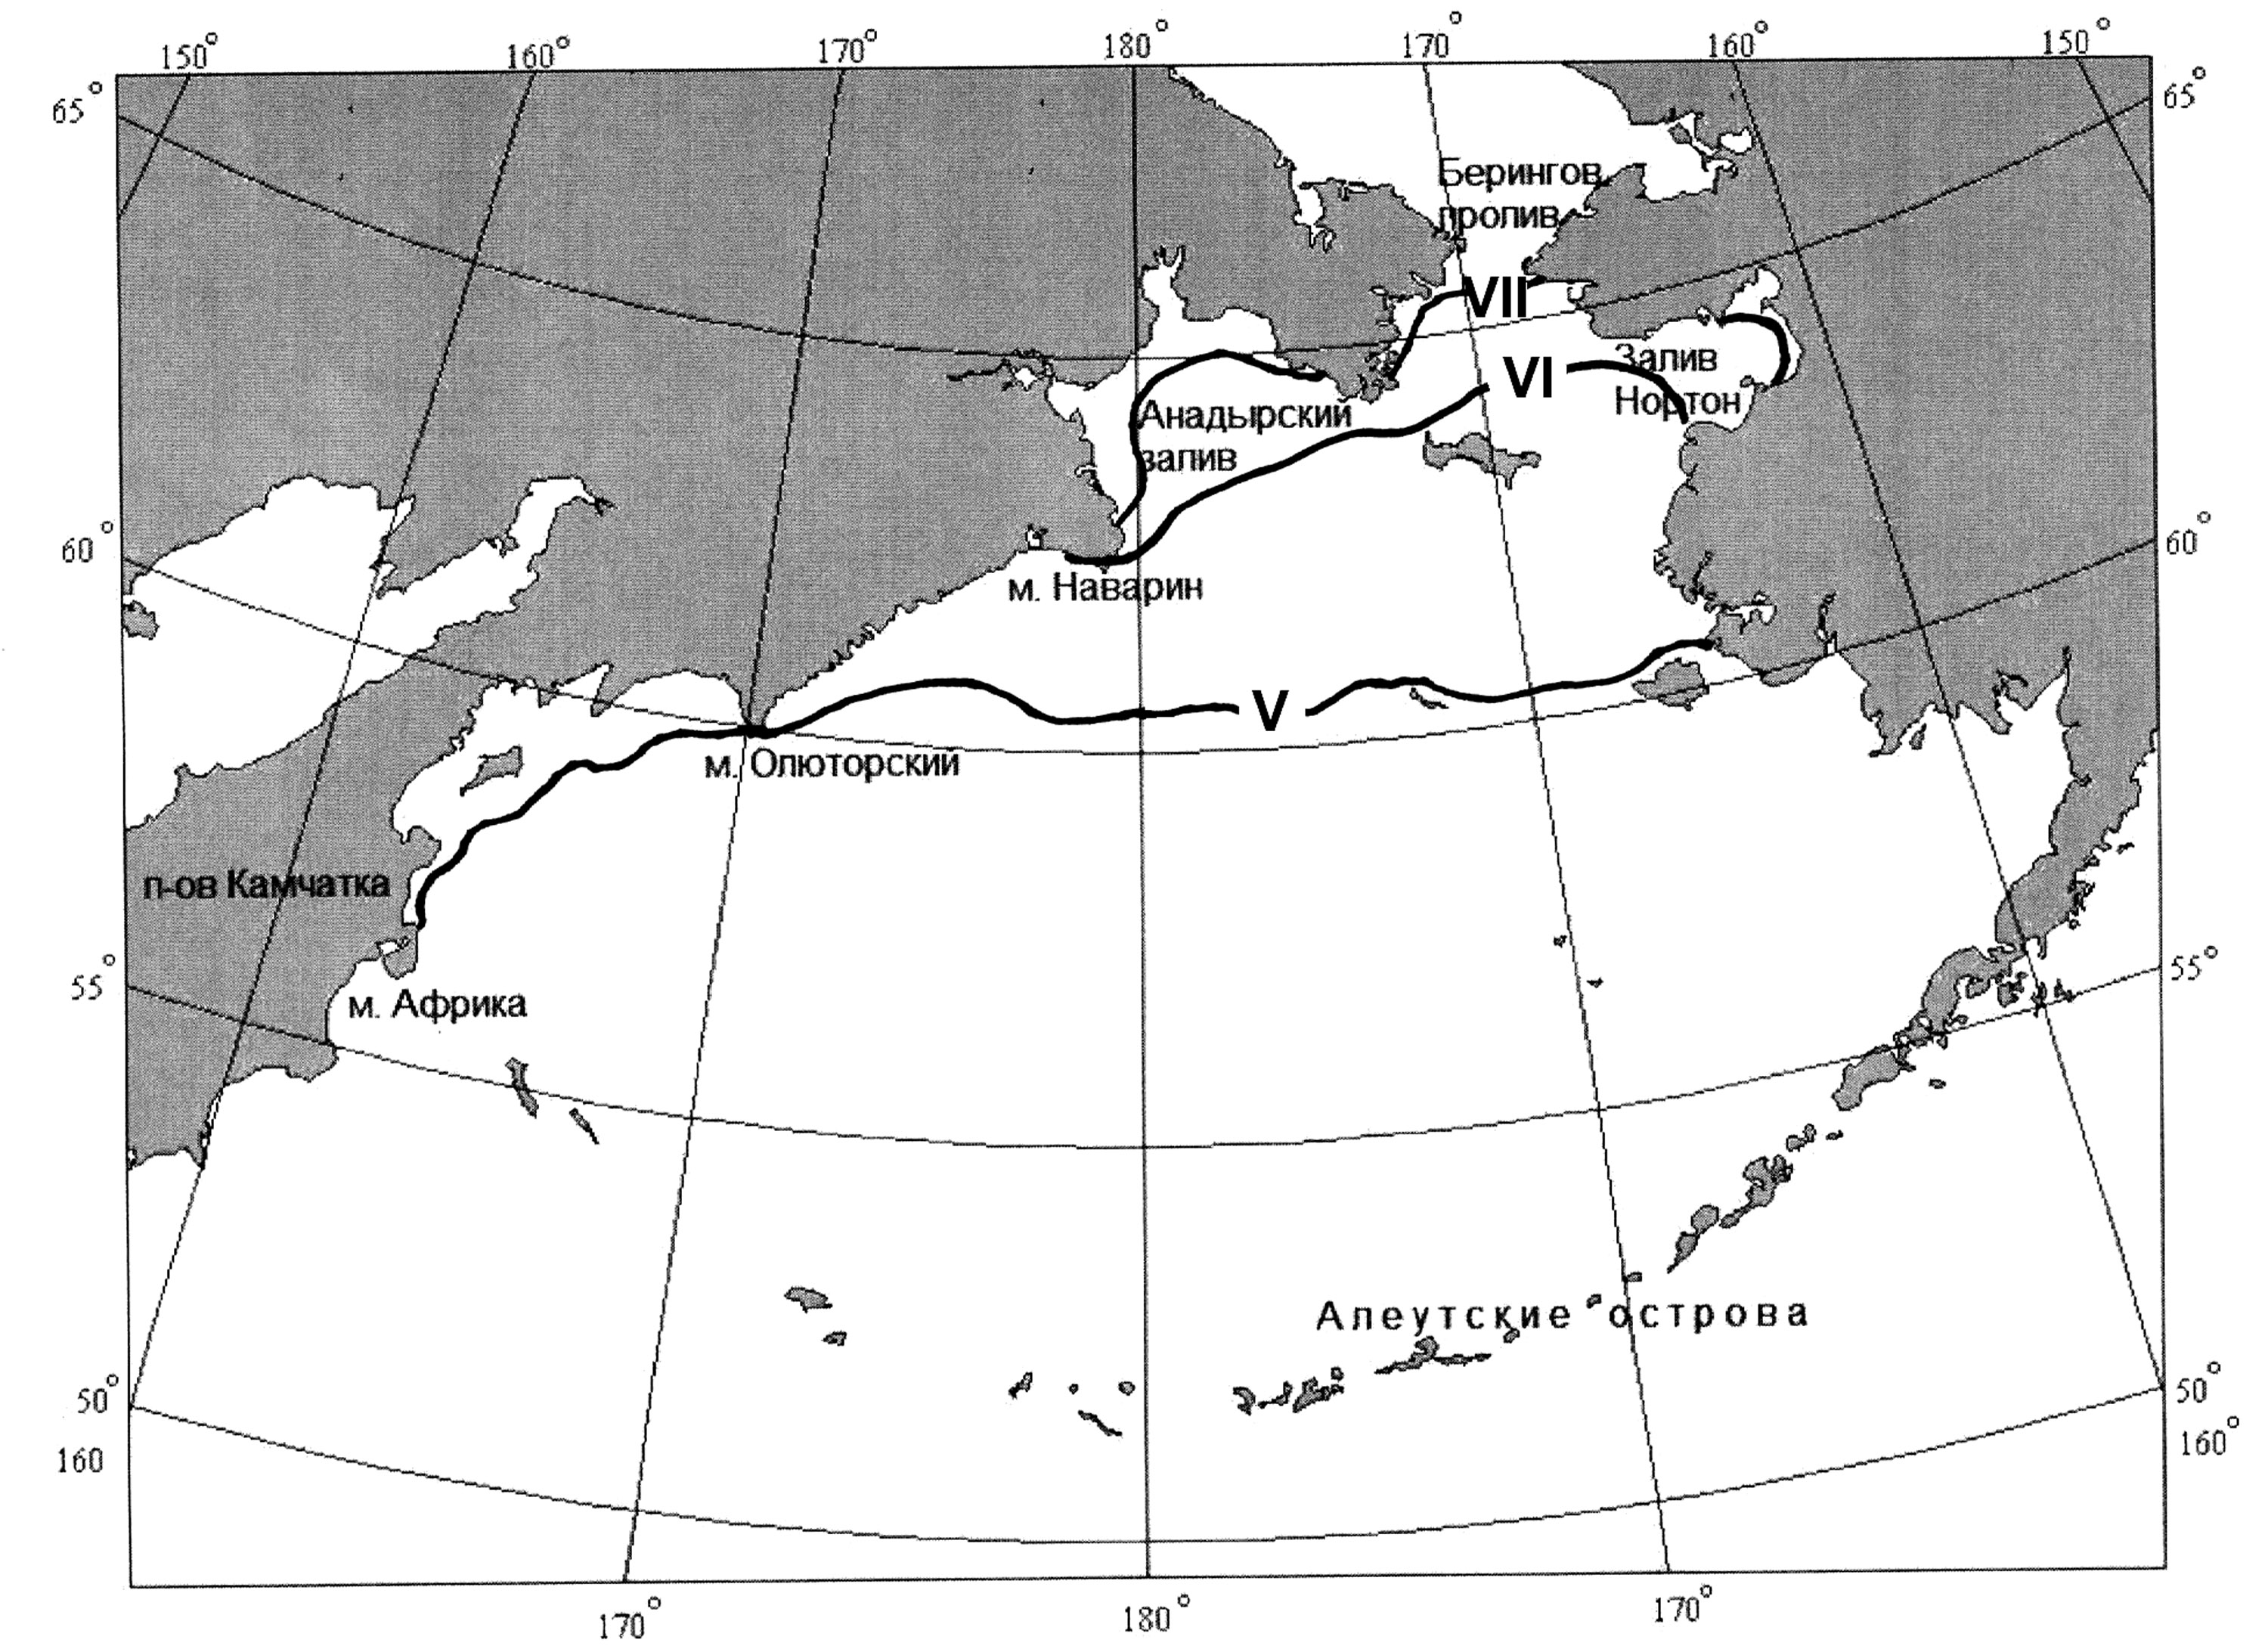 150° 160° 170° 180° 170° 160° 150°
65° 65°
Берингов
пролив
VII
Залив
Нортон
VI
Анадырский
залив
60° 60°
м. Наварин
V
м. Олюторский
п-ов Камчатка
55° 55°
м. Африка
Алеутские острова
50° 50°
160 160°
170° 180° 170°